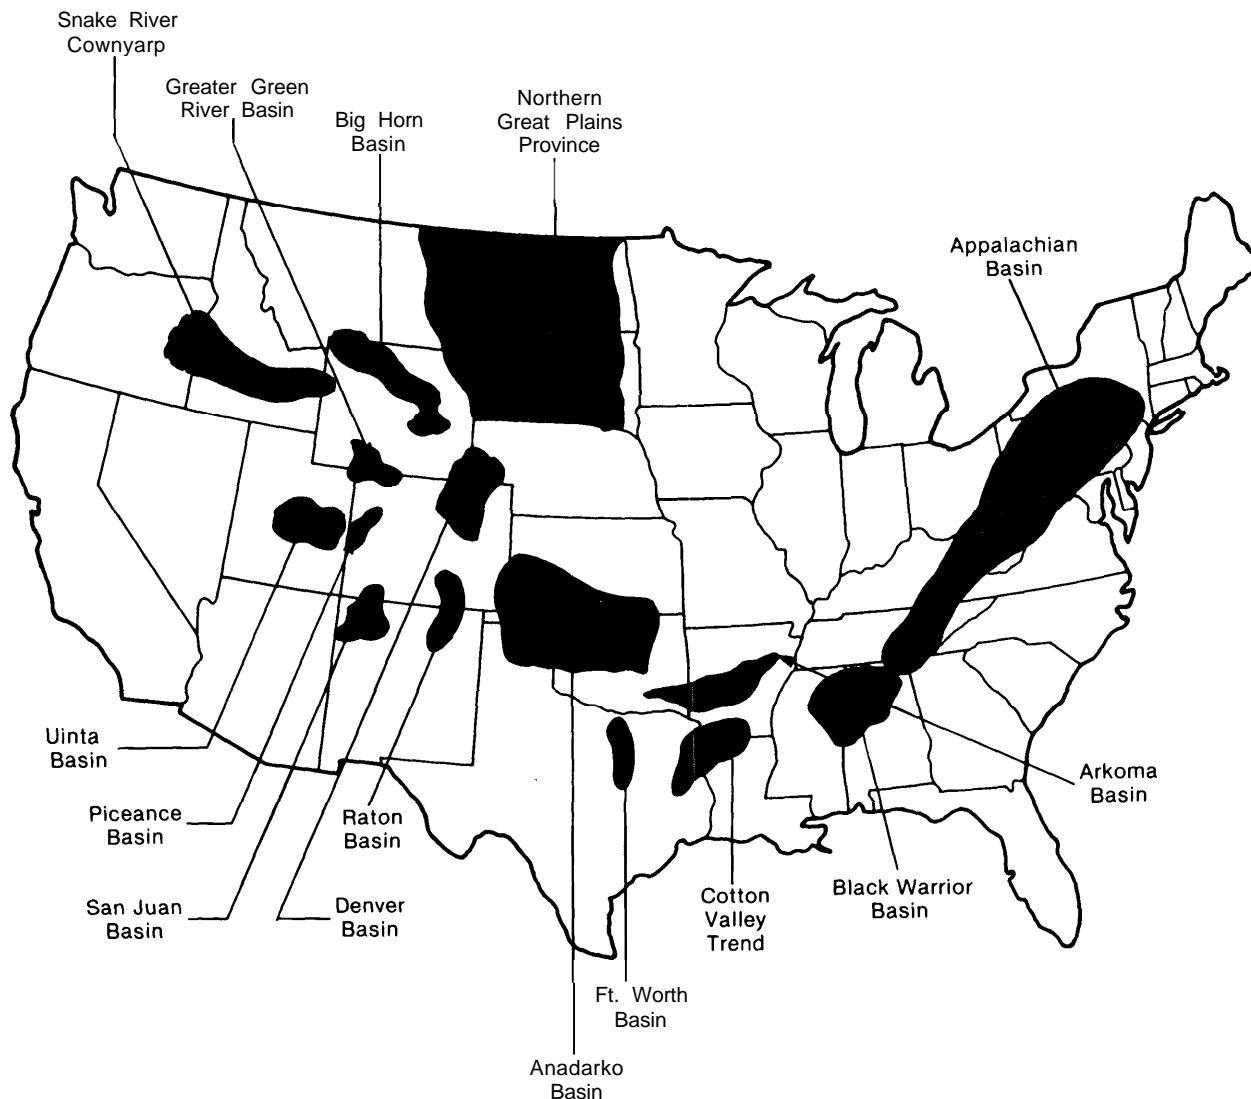 Snake River
Cownyarp
Greater Green
River Basin
Big Horn
Basin
Northern
Great Plains
Province
Appalachian
Basin
Uinta
Basin
Piceance
Basin
San Juan
Basin
Raton
Basin
Denver
Basin
Arkoma
Basin
Black Warrior
Basin
Cotton
Valley
Trend
Ft. Worth
Basin
Anadarko
Basin